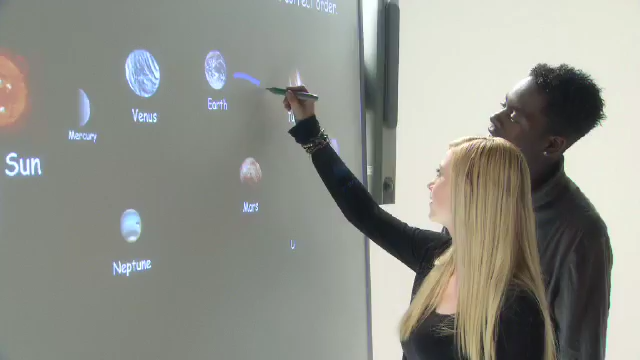 correct order.
Venus
Earth
Mercury
Sun
Mars
Neptune